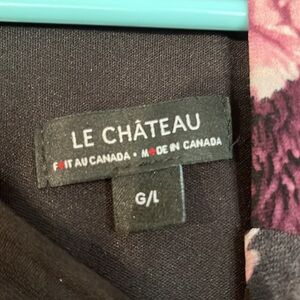 LE CHÂTEAU
FAIT AU CANADA • MADE IN CANADA
G/L